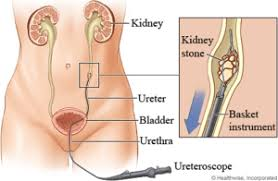 Kidney
Kidney
stone
Ureter
Bladder
Urethra
Basket
instrument
Ureteroscope
© Healthwise, Incorporated